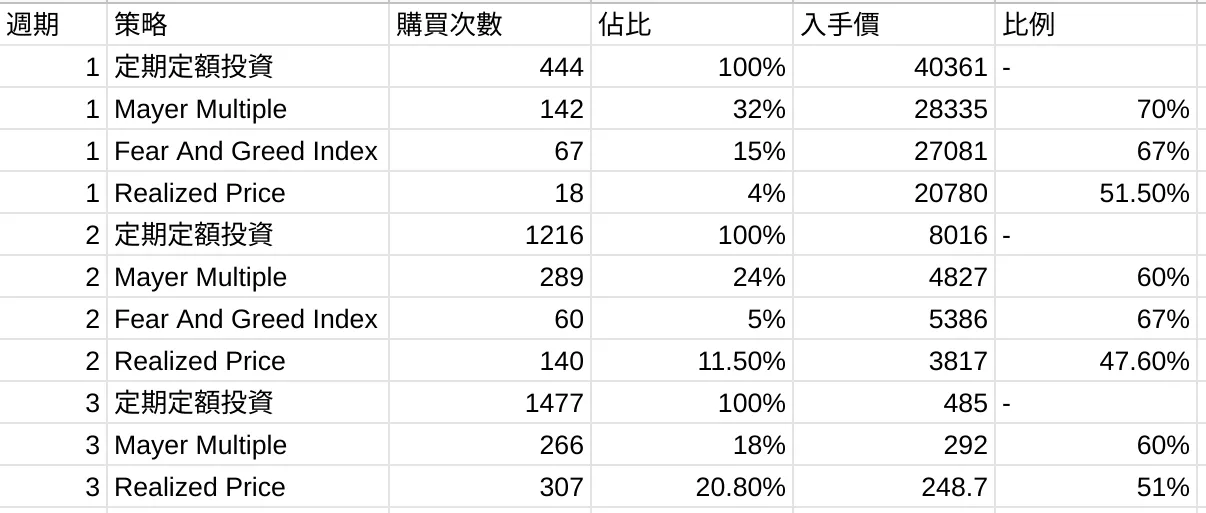 週期 策略 購買次數 佔比 入手價 比例
1 定期定額投資 444 100% 40361 -
1 Mayer Multiple 142 32% 28335 70%
1 Fear And Greed Index 67 15% 27081 67%
1 Realized Price 18 4% 20780 51.50%
2 定期定額投資 1216 100% 8016 -
2 Mayer Multiple 289 24% 4827 60%
2 Fear And Greed Index 60 5% 5386 67%
2 Realized Price 140 11.50% 3817 47.60%
3 定期定額投資 1477 100% 485 -
3 Mayer Multiple 266 18% 292 60%
3 Realized Price 307 20.80% 248.7 51%